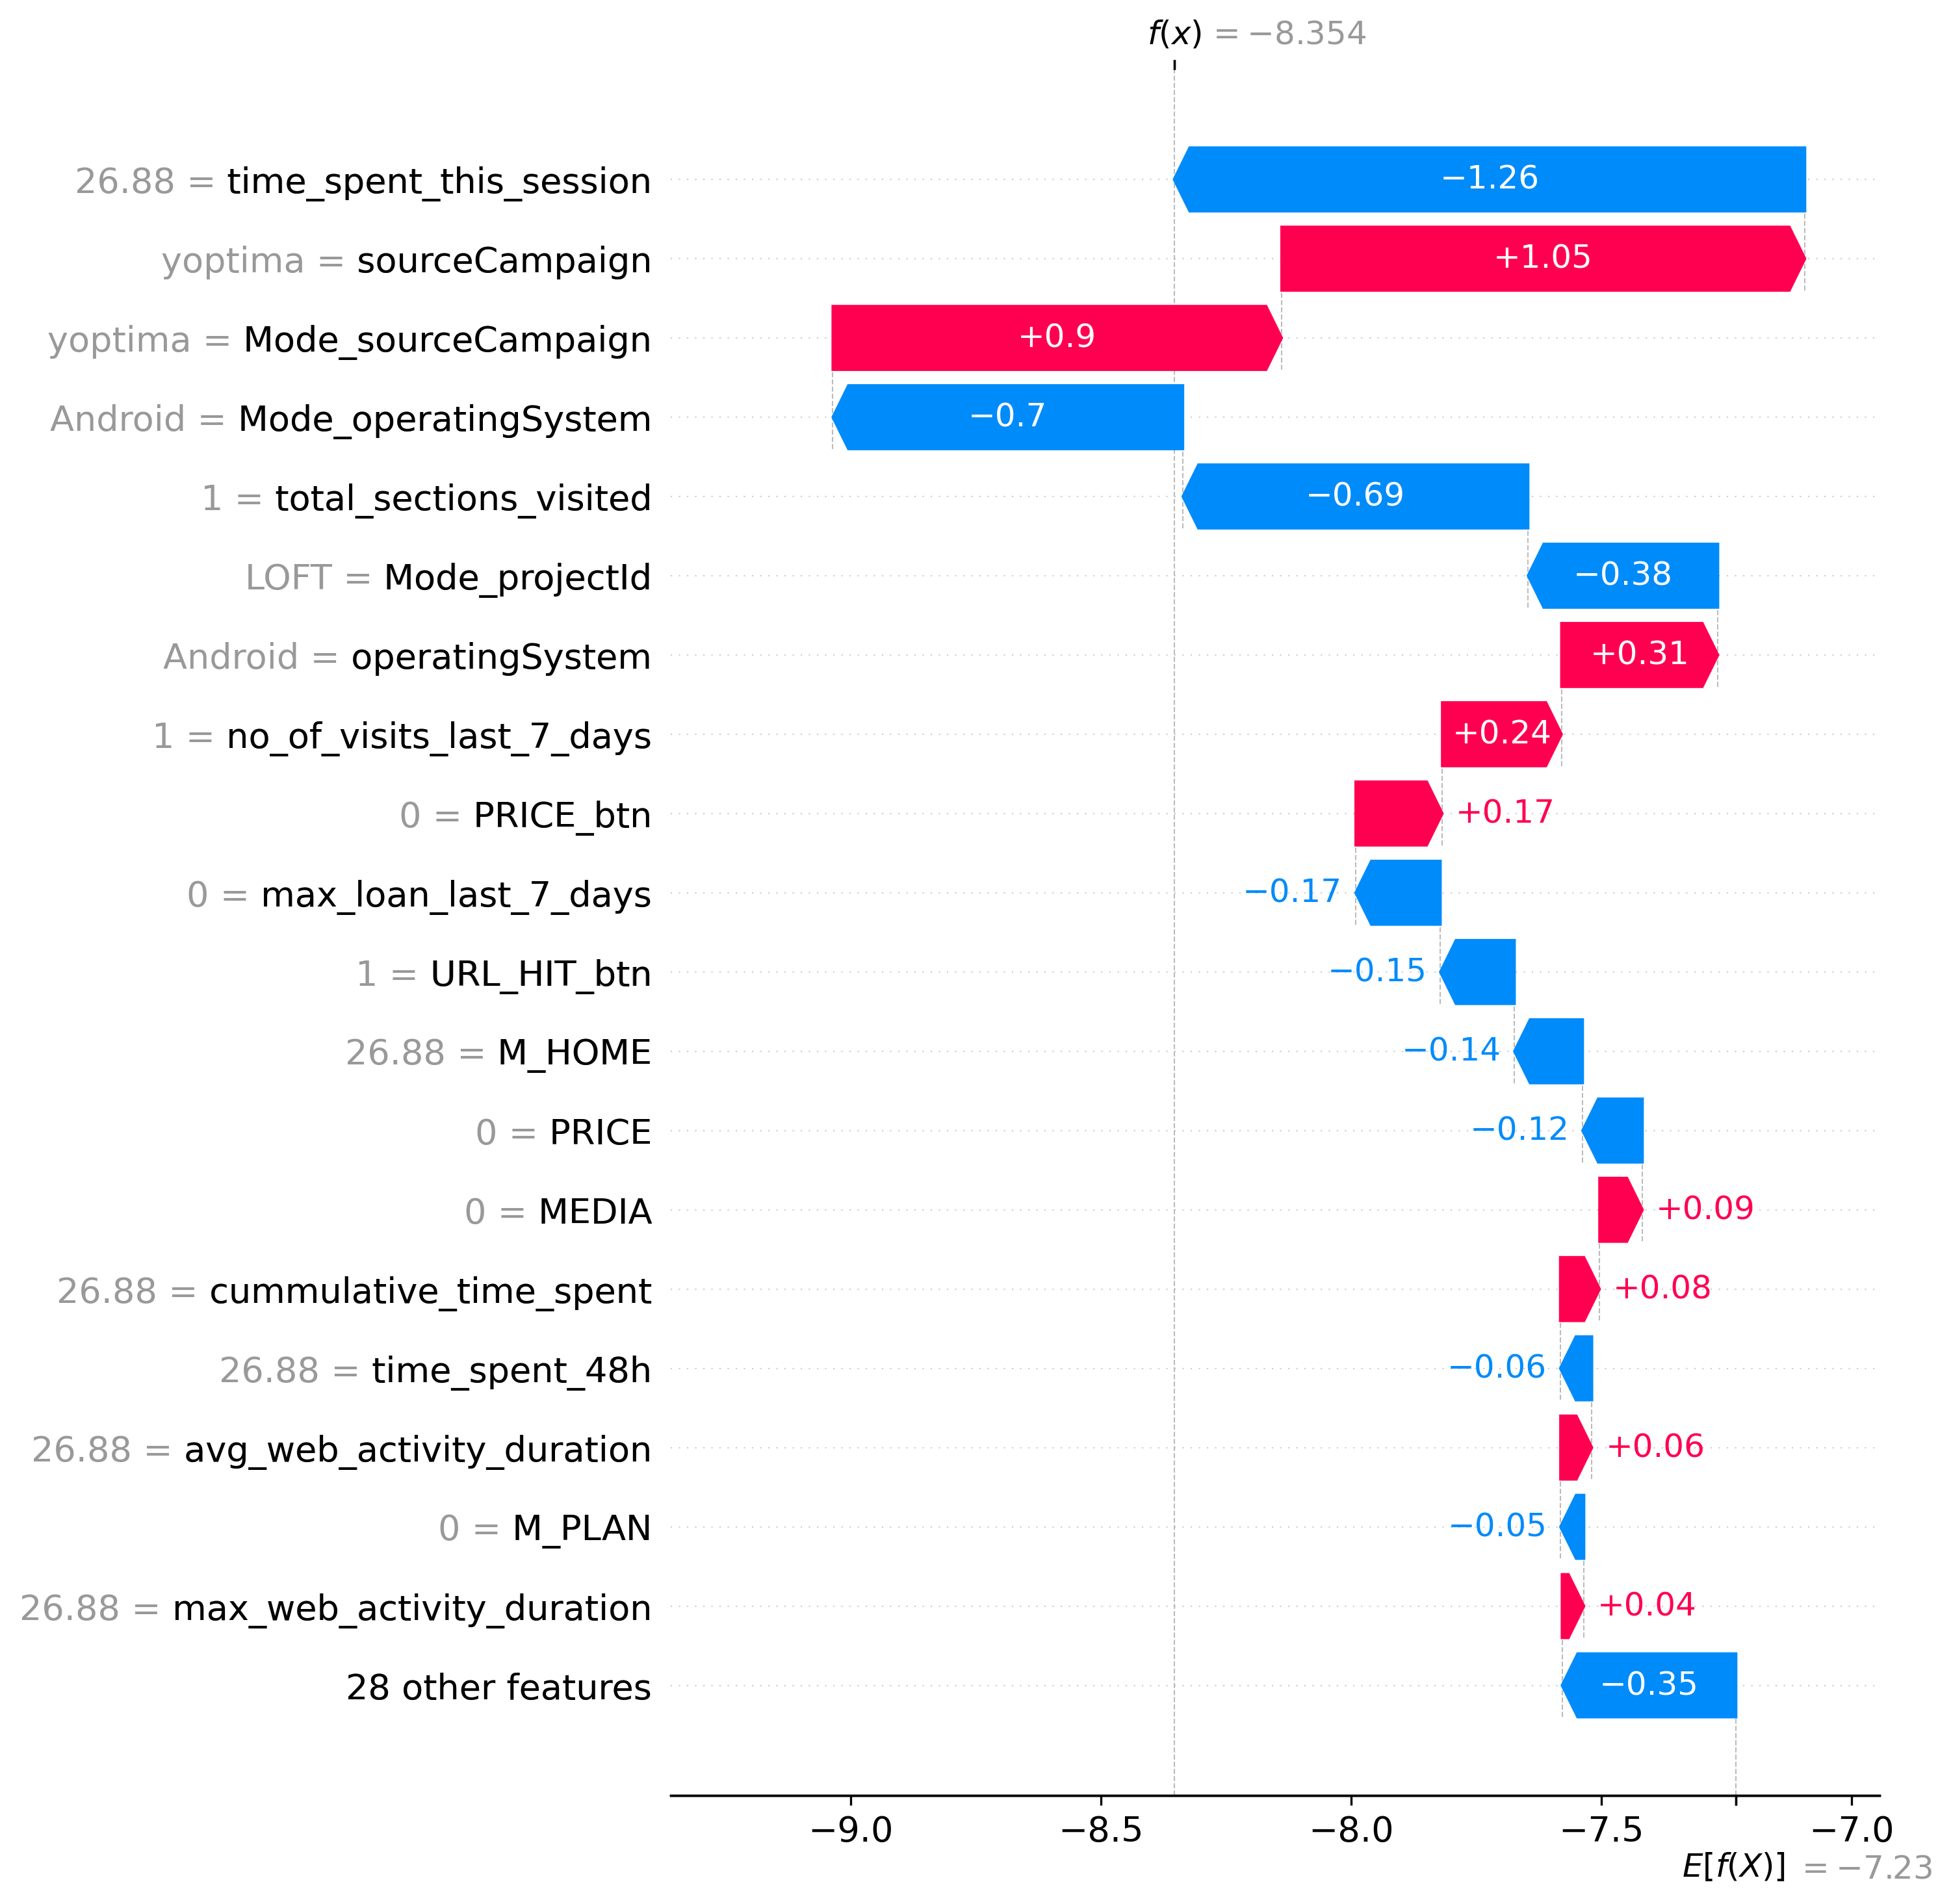 f(x) = −8.354
26.88 = time_spent_this_session −1.26
yoptima = sourceCampaign +1.05
yoptima = Mode_sourceCampaign +0.9
Android = Mode_operatingSystem −0.7
1 = total_sections_visited −0.69
LOFT = Mode_projectId −0.38
Android = operatingSystem +0.31
1 = no_of_visits_last_7_days +0.24
0 = PRICE_btn +0.17
0 = max_loan_last_7_days −0.17
1 = URL_HIT_btn −0.15
26.88 = M_HOME −0.14
0 = PRICE −0.12
0 = MEDIA +0.09
26.88 = cummulative_time_spent +0.08
26.88 = time_spent_48h −0.06
26.88 = avg_web_activity_duration +0.06
0 = M_PLAN −0.05
26.88 = max_web_activity_duration +0.04
28 other features −0.35
−9.0 −8.5 −8.0 −7.5 −7.0
E[f(X)] = −7.23